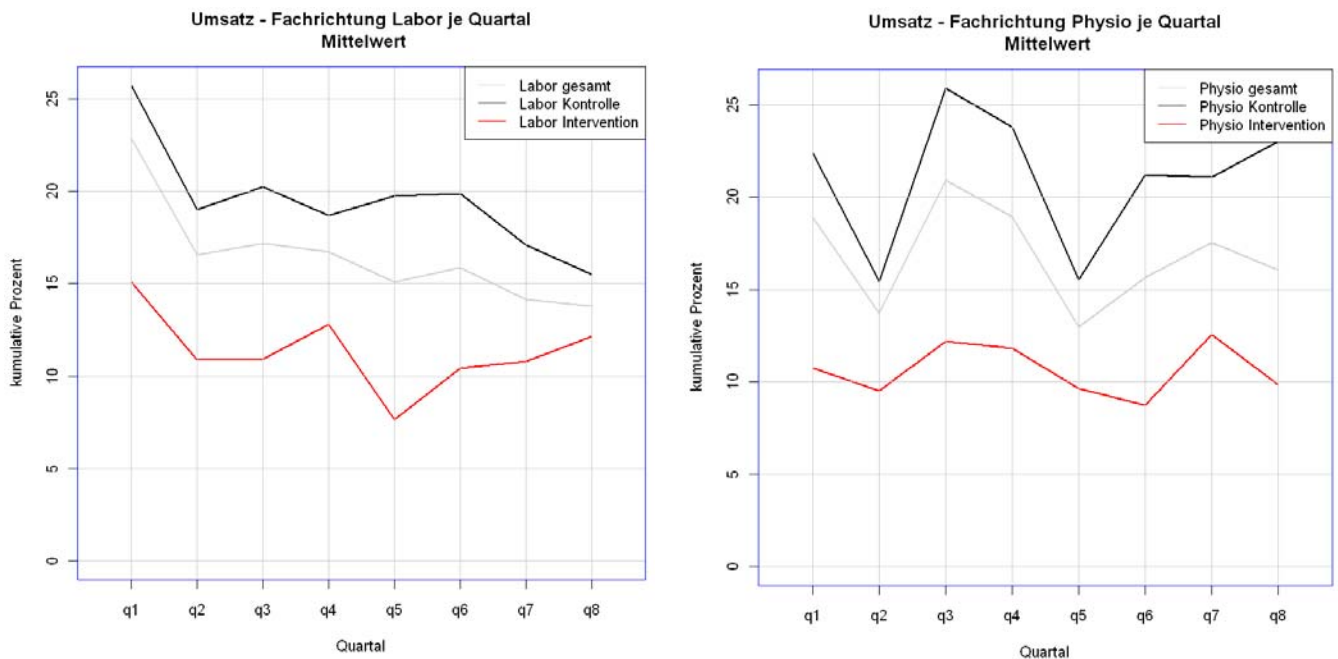 Umsatz - Fachrichtung Labor je Quartal
Mittelwert
Labor gesamt
Labor Kontrolle
Labor Intervention
kumulative Prozent
25
20
15
10
5
0
q1 q2 q3 q4 q5 q6 q7 q8
Quartal
Umsatz - Fachrichtung Physio je Quartal
Mittelwert
Physio gesamt
Physio Kontrolle
Physio Intervention
kumulative Prozent
25
20
15
10
5
0
q1 q2 q3 q4 q5 q6 q7 q8
Quartal